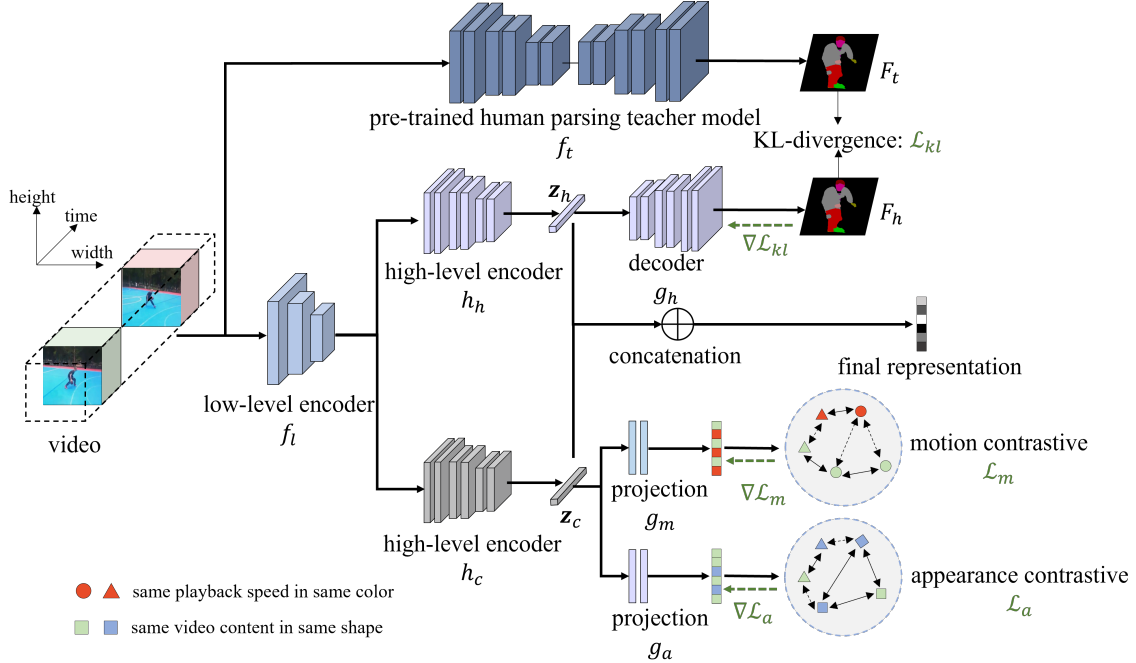 pre-trained human parsing teacher model
f_t
F_t
KL-divergence: ℒ_kl
height
time
width
z_h
F_h
∇ℒ_kl
high-level encoder
h_h
decoder
g_h
concatenation
final representation
low-level encoder
f_l
video
projection
g_m
∇ℒ_m
motion contrastive
ℒ_m
z_c
high-level encoder
h_c
projection
g_a
∇ℒ_a
appearance contrastive
ℒ_a
same playback speed in same color
same video content in same shape